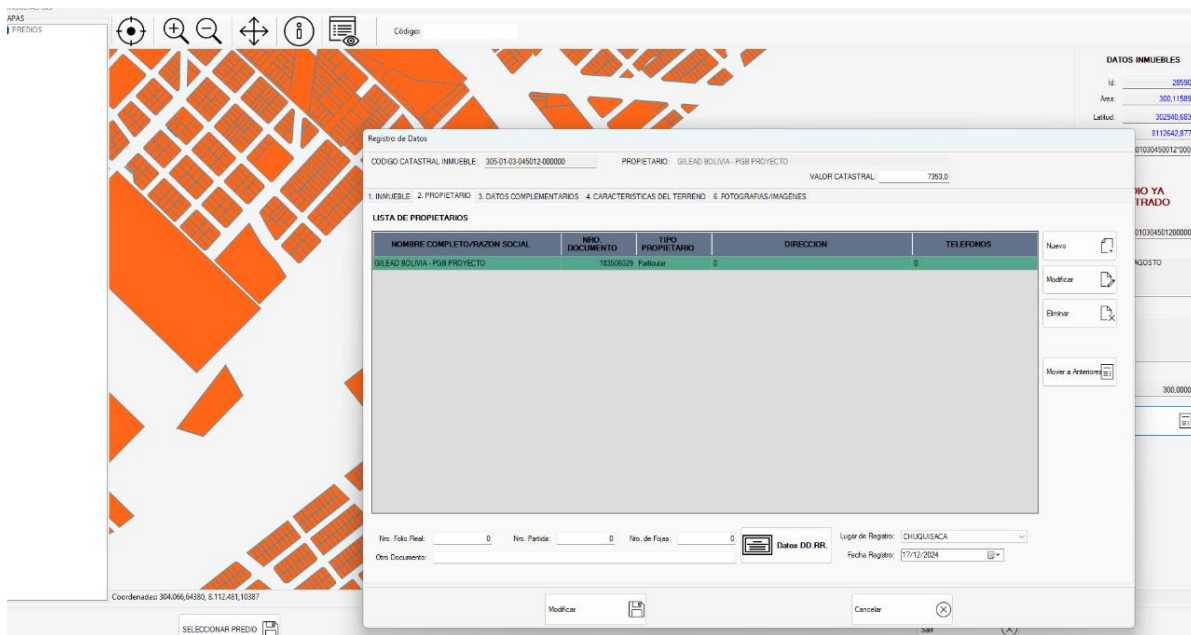 APAS
PREDIOS
Código:
DATOS INMUEBLES
Id: 28590
Area: 300,11589
Latitud: 302940,683
8112642,877
01030450012*000
IO YA
TRADO
AGOSTO
300,0000
Registro de Datos
CODIGO CATASTRAL INMUEBLE: 305-01-03-045012-000000 PROPIETARIO: GILEAD BOLIVIA - PGB PROYECTO
VALOR CATASTRAL: 7353.0
1. INMUEBLE 2. PROPIETARIO 3. DATOS COMPLEMENTARIOS 4. CARACTERISTICAS DEL TERRENO 6. FOTOGRAFIAS/IMAGENES
LISTA DE PROPIETARIOS
NOMBRE COMPLETO/RAZON SOCIAL NRO. DOCUMENTO TIPO PROPIETARIO DIRECCION TELEFONOS
GILEAD BOLIVIA - PGB PROYECTO 183506029 Particular 0 0
Nuevo
Modificar
Eliminar
Mover a Anteriores
Nro. Folio Real: 0 Nro. Partida: 0 Nro. de Fojas: 0 Datos DD.RR. Lugar de Registro: CHUQUISACA
Otro Documento: Fecha Registro: 17/12/2024
Modificar Cancelar
Coordenadas: 304.066,64380, 8.112.481,10387
SELECCIONAR PREDIO Salir